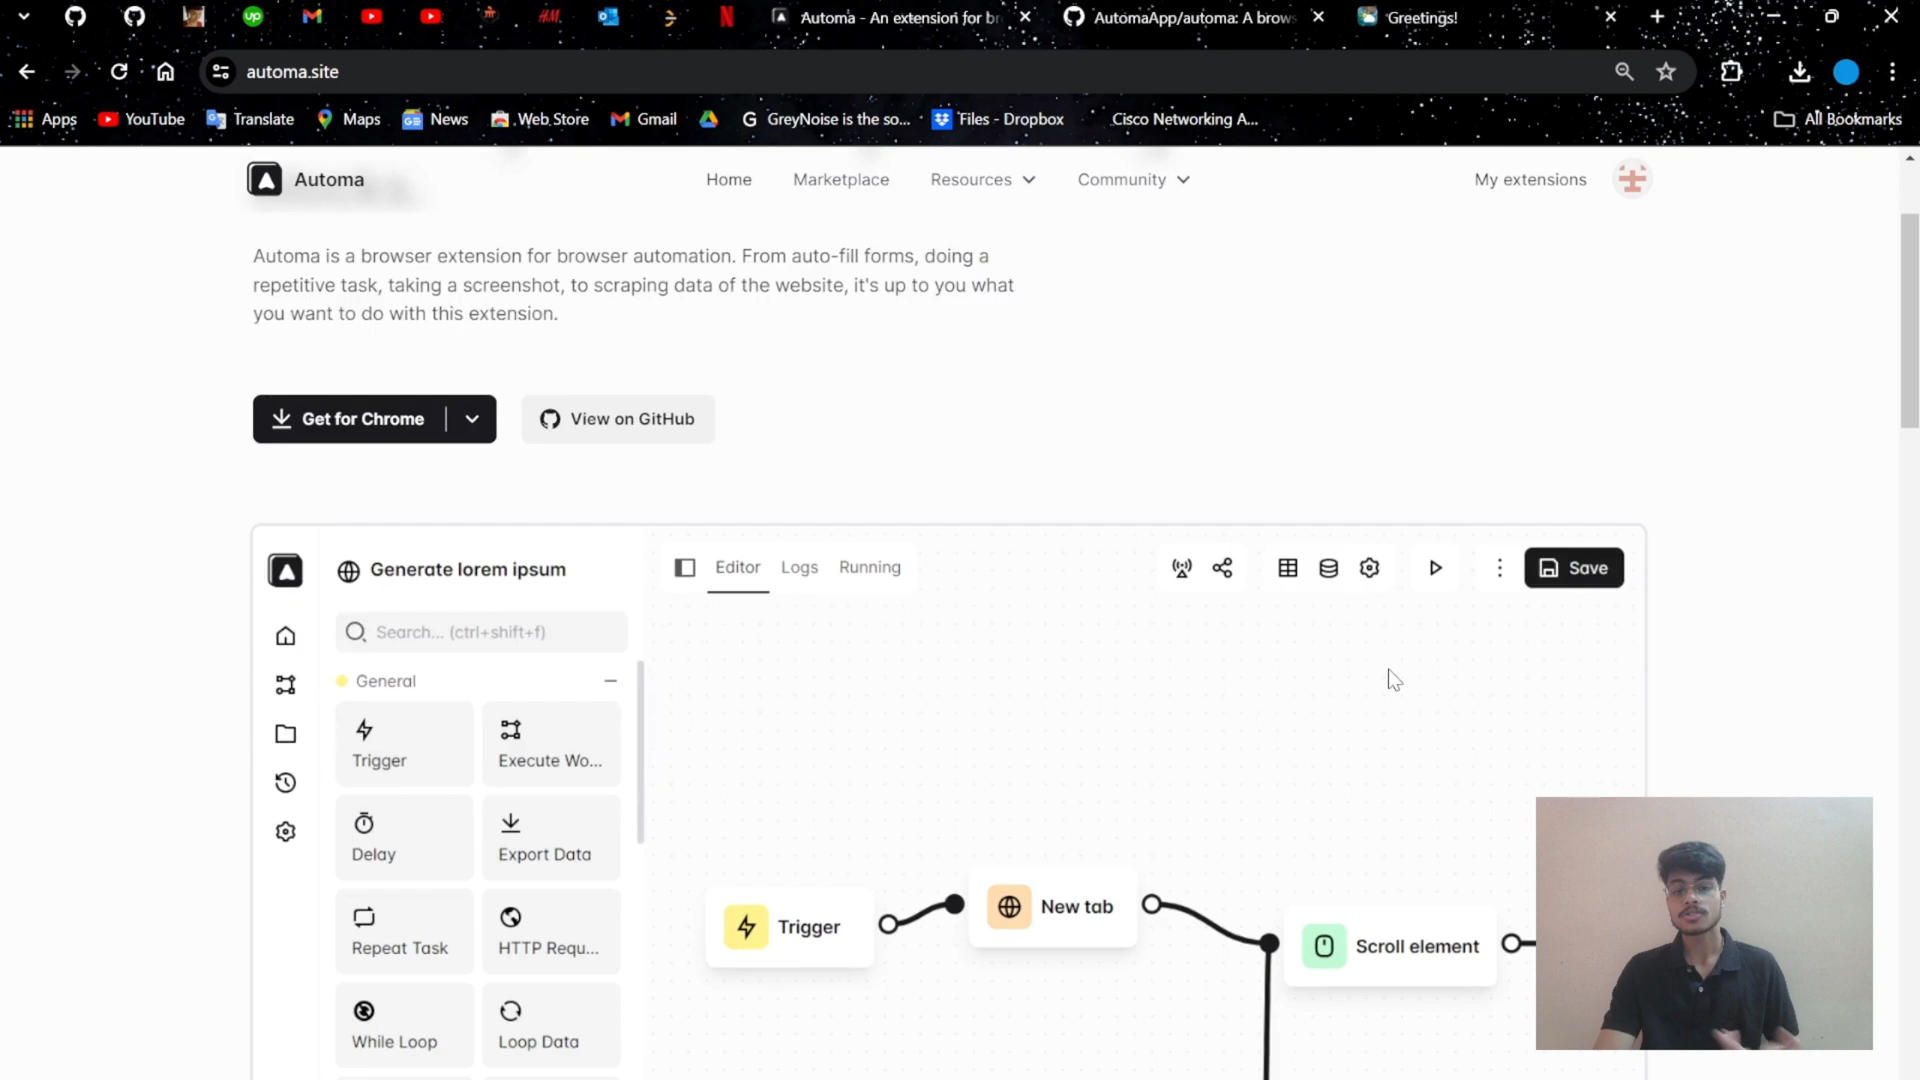 Automa - An extension for br
AutomaApp/automa: A brows
Greetings!
automa.site
Apps
YouTube
Translate
Maps
News
Web Store
Gmail
GreyNoise is the so...
Files - Dropbox
Cisco Networking A...
All Bookmarks
Automa
Home
Marketplace
Resources
Community
My extensions
Automa is a browser extension for browser automation. From auto-fill forms, doing a
repetitive task, taking a screenshot, to scraping data of the website, it's up to you what
you want to do with this extension.
Get for Chrome
View on GitHub
Generate lorem ipsum
Editor
Logs
Running
Save
Search... (ctrl+shift+f)
General
Trigger
Execute Wo...
Delay
Export Data
Repeat Task
HTTP Requ...
While Loop
Loop Data
Trigger
New tab
Scroll element